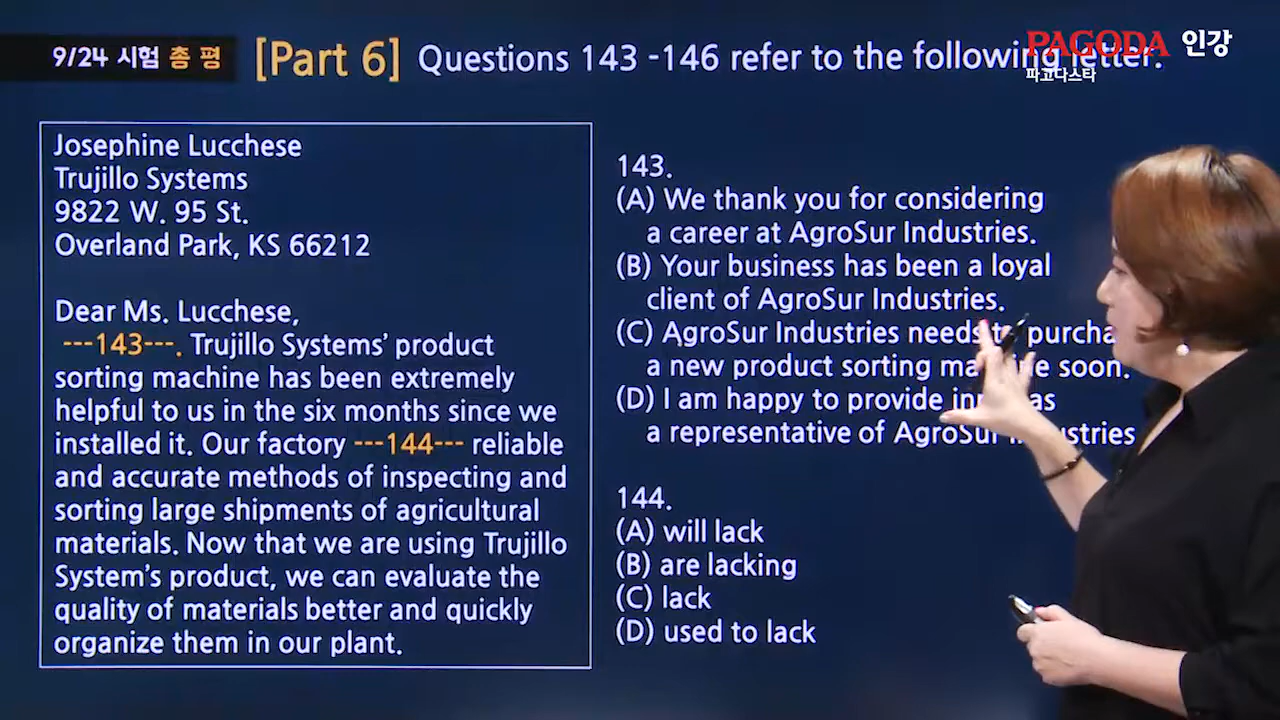 9/24 시험 총평
[Part 6] Questions 143 -146 refer to the following letter.
PAGODA 인강
파고다스타
Josephine Lucchese
Trujillo Systems
9822 W. 95 St.
Overland Park, KS 66212
Dear Ms. Lucchese,
---143---. Trujillo Systems' product
sorting machine has been extremely
helpful to us in the six months since we
installed it. Our factory ---144--- reliable
and accurate methods of inspecting and
sorting large shipments of agricultural
materials. Now that we are using Trujillo
System's product, we can evaluate the
quality of materials better and quickly
organize them in our plant.
143.
(A) We thank you for considering
a career at AgroSur Industries.
(B) Your business has been a loyal
client of AgroSur Industries.
(C) AgroSur Industries needs to
a new product sorting soon.
(D) I am happy to provide as
a representative of AgroSur
144.
(A) will lack
(B) are lacking
(C) lack
(D) used to lack